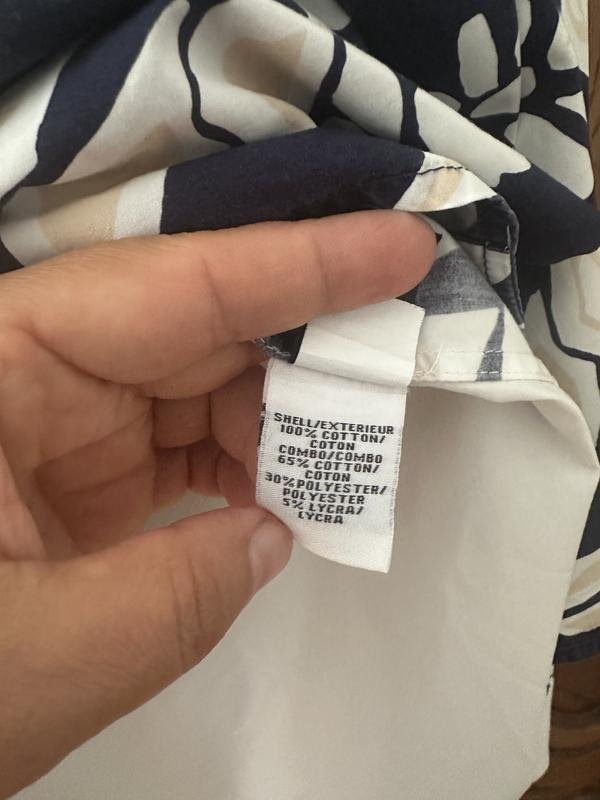 SHELL/EXTERIEUR
100% COTTON/
COTON
COMBO/COMBO
65% COTTON/
COTON
30%POLYESTER/
POLYESTER
5% LYCRA/
LYCRA